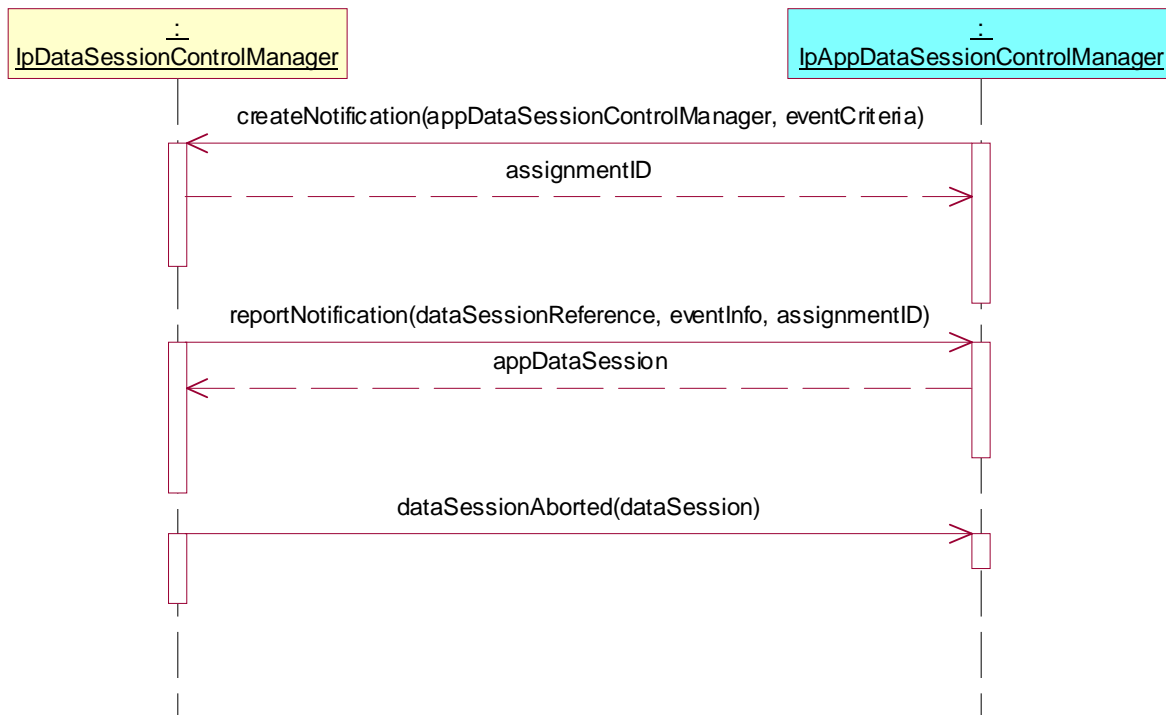 :
IpDataSessionControlManager
:
IpAppDataSessionControlManager
createNotification(appDataSessionControlManager, eventCriteria)
assignmentID
reportNotification(dataSessionReference, eventInfo, assignmentID)
appDataSession
dataSessionAborted(dataSession)